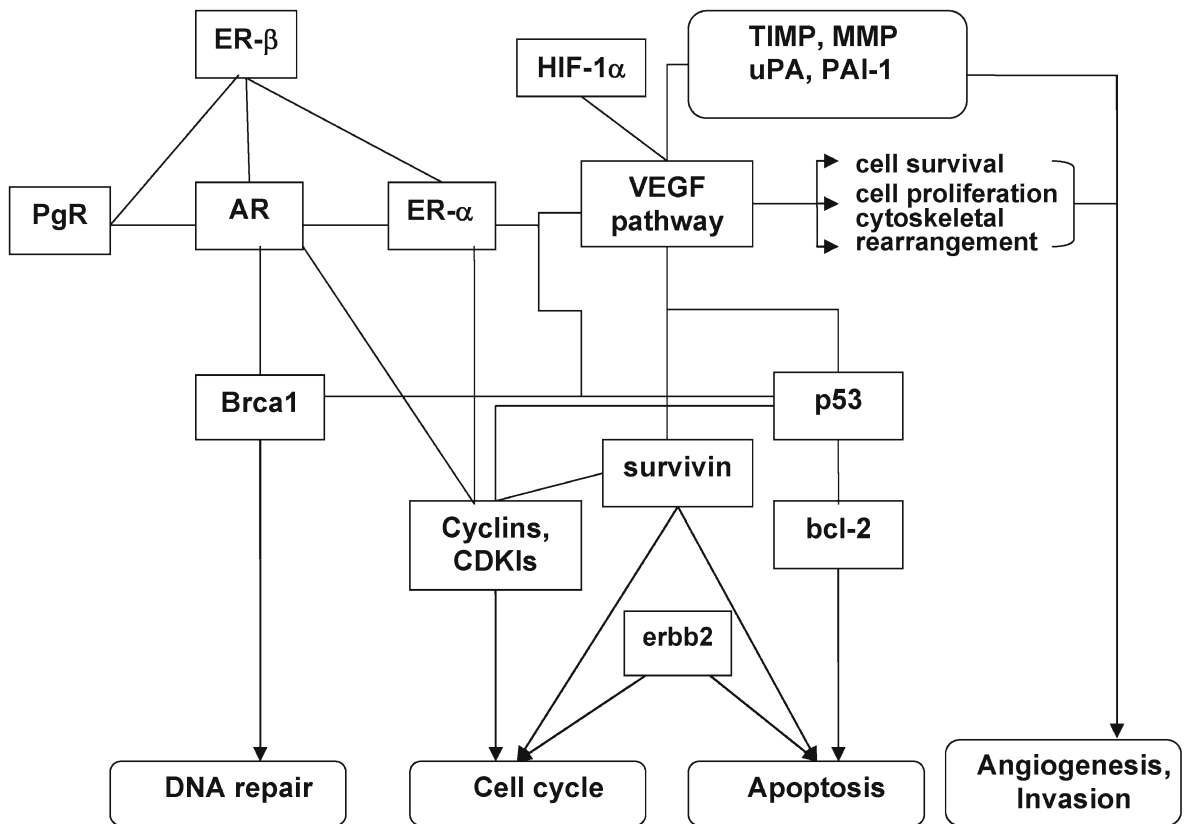 ER-β
HIF-1α
TIMP, MMP
uPA, PAI-1
PgR
AR
ER-α
VEGF
pathway
cell survival
cell proliferation
cytoskeletal
rearrangement
Brca1
p53
survivin
Cyclins,
CDKIs
bcl-2
erbb2
DNA repair
Cell cycle
Apoptosis
Angiogenesis,
Invasion